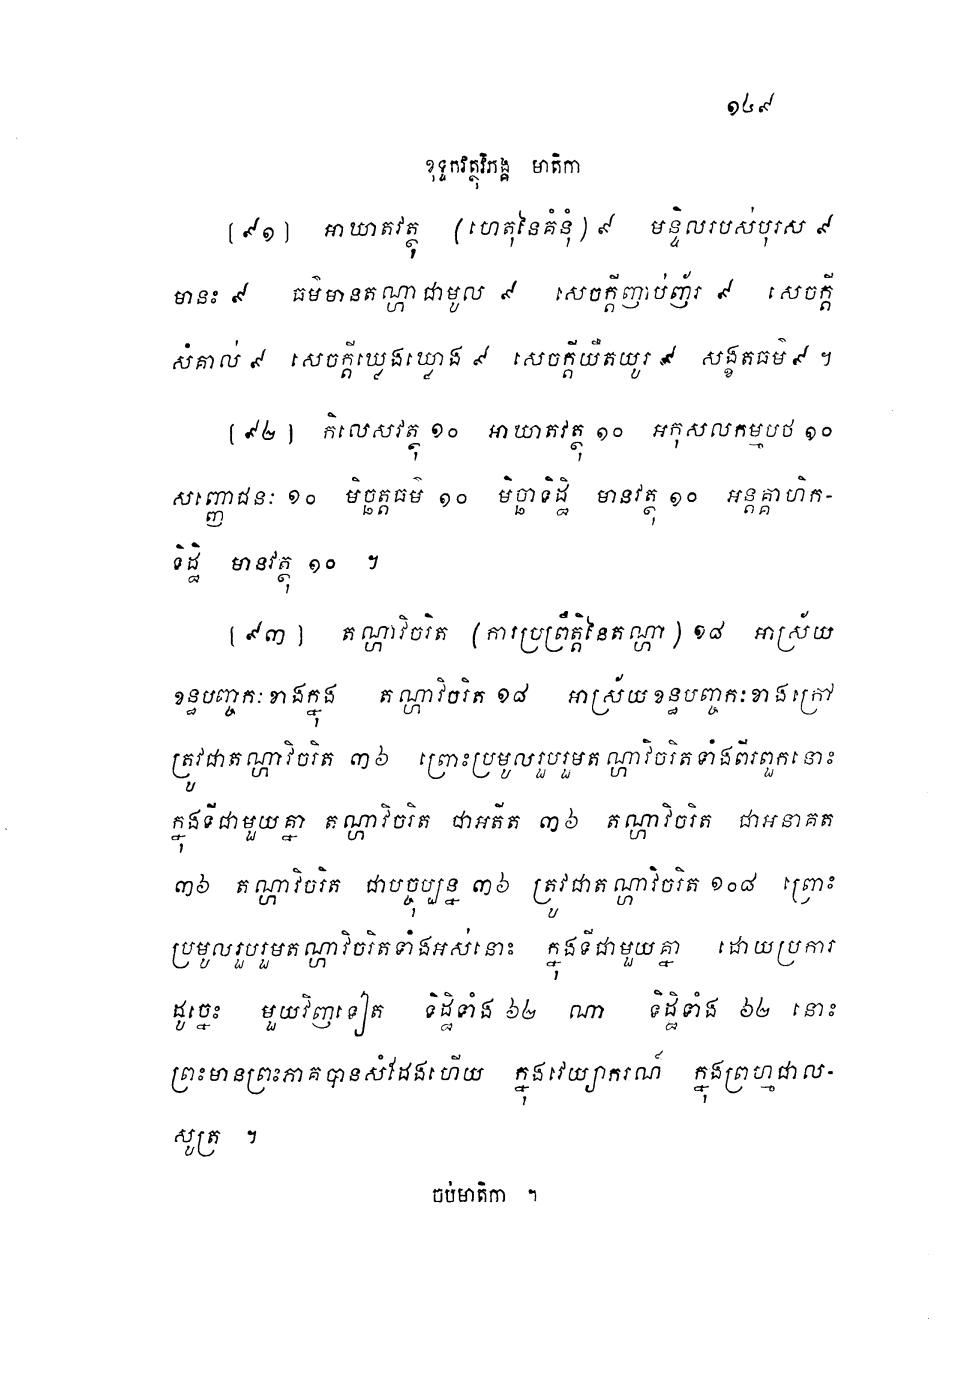 ១៤៩
ខុទ្ទកវត្ថុវិភង្គ មាតិកា
[៩១] អាឃាតវត្ថុ (ហេតុនៃគំនុំ) ៩ មន្ទិលរបស់បុរស ៩
មានះ ៩ ធម៌មានតណ្ហាជាមូល ៩ សេចក្តីញាប់ញ័រ ៩ សេចក្តី
សំគាល់ ៩ សេចក្តីឃ្លេងឃ្លោង ៩ សេចក្តីយឺតយូរ ៩ សង្ខតធម៌ ៩ ។
[៩២] កិលេសវត្ថុ ១០ អាឃាតវត្ថុ ១០ អកុសលកម្មបថ ១០
សញ្ញោជនៈ ១០ មិច្ឆត្តធម៌ ១០ មិច្ឆាទិដ្ឋិ មានវត្ថុ ១០ អន្តគ្គាហិក-
ទិដ្ឋិ មានវត្ថុ ១០ ។
[៩៣] តណ្ហាវិចរិត (ការប្រព្រឹត្តិនៃតណ្ហា) ១៨ អាស្រ័យ
ខន្ធបញ្ចកៈខាងក្នុង តណ្ហាវិចរិត ១៨ អាស្រ័យខន្ធបញ្ចកៈខាងក្រៅ
ត្រូវជាតណ្ហាវិចរិត ៣៦ ព្រោះប្រមូលរួបរួមតណ្ហាវិចរិតទាំងពីរពួកនោះ
ក្នុងទីជាមួយគ្នា តណ្ហាវិចរិត ជាអតីត ៣៦ តណ្ហាវិចរិត ជាអនាគត
៣៦ តណ្ហាវិចរិត ជាបច្ចុប្បន្ន ៣៦ ត្រូវជាតណ្ហាវិចរិត ១០៨ ព្រោះ
ប្រមូលរួបរួមតណ្ហាវិចរិតទាំងអស់នោះ ក្នុងទីជាមួយគ្នា ដោយប្រការ
ដូច្នេះ មួយវិញទៀត ទិដ្ឋិទាំង ៦២ ណា ទិដ្ឋិទាំង ៦២ នោះ
ព្រះមានព្រះភាគបានសំដែងហើយ ក្នុងវេយ្យាករណ៍ ក្នុងព្រហ្មជាល-
សូត្រ ។
ចប់មាតិកា ។